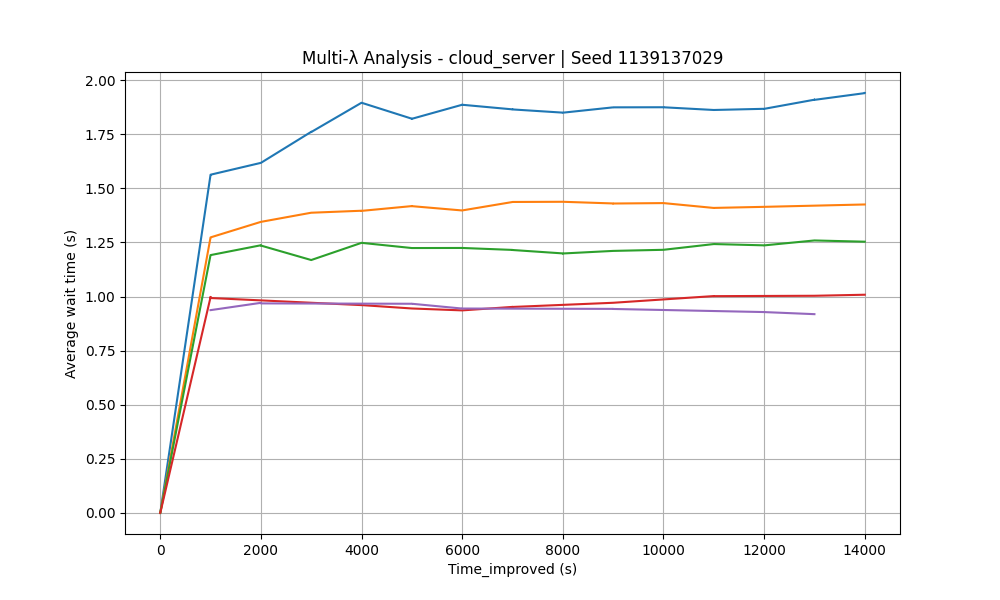 Multi-λ Analysis - cloud_server | Seed 1139137029
Average wait time (s)
2.00
1.75
1.50
1.25
1.00
0.75
0.50
0.25
0.00
0 2000 4000 6000 8000 10000 12000 14000
Time_improved (s)